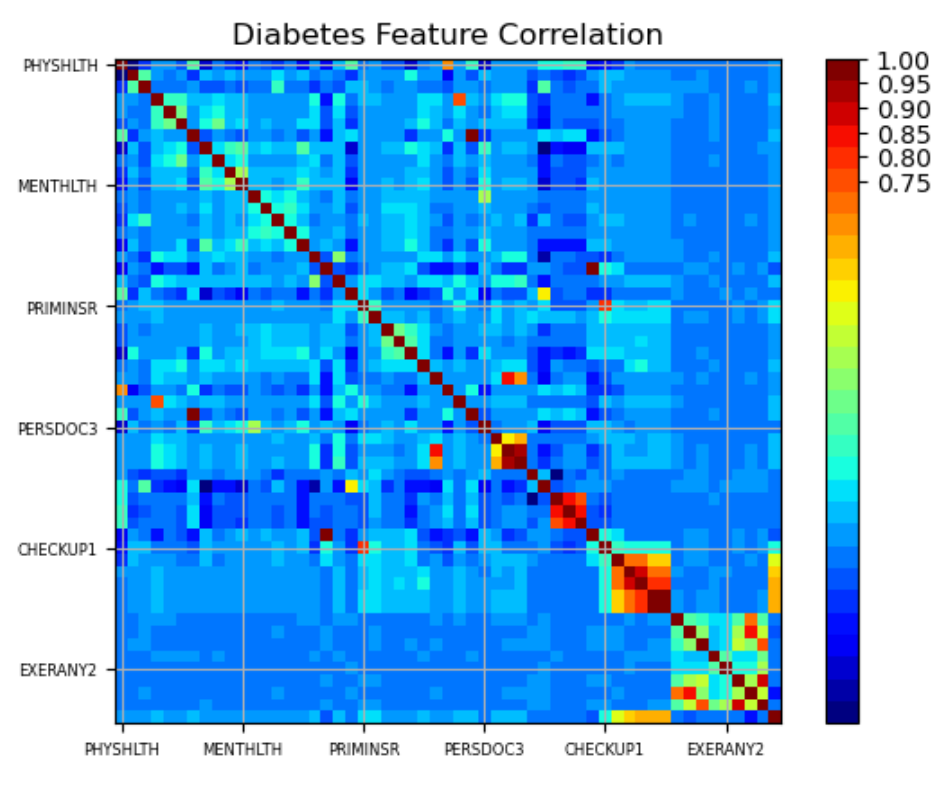 Diabetes Feature Correlation
PHYSHLTH
MENTHLTH
PRIMINSR
PERSDOC3
CHECKUP1
EXERANY2
PHYSHLTH MENTHLTH PRIMINSR PERSDOC3 CHECKUP1 EXERANY2
1.00
0.95
0.90
0.85
0.80
0.75